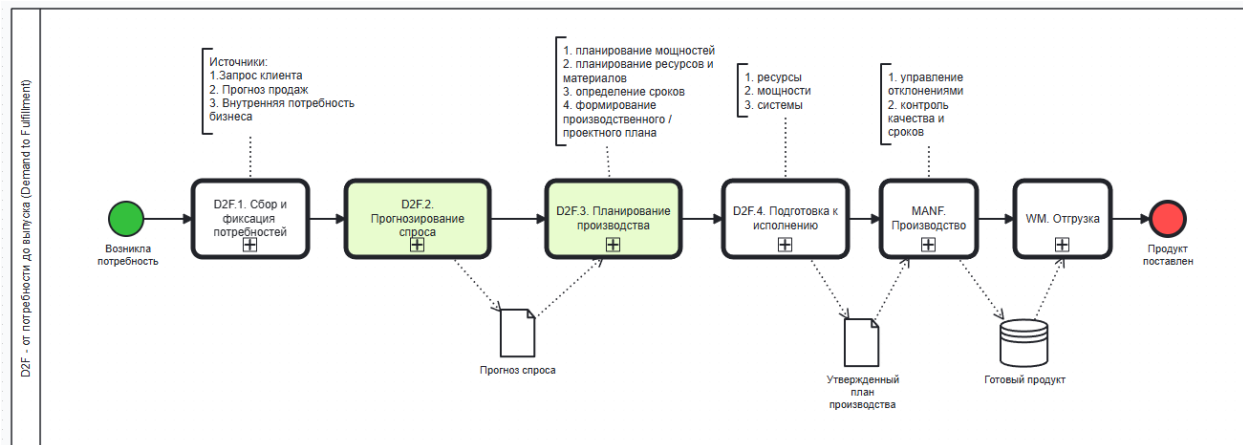 D2F - от потребности до выпуска (Demand to Fulfillment)
Источники:
1.Запрос клиента
2. Прогноз продаж
3. Внутренняя потребность
бизнеса
1. планирование мощностей
2. планирование ресурсов и
материалов
3. определение сроков
4. формирование
производственного /
проектного плана
1. ресурсы
2. мощности
3. системы
1. управление
отклонениями
2. контроль
качества и
сроков
Возникла
потребность
D2F.1. Сбор и
фиксация
потребностей
D2F.2.
Прогнозирование
спроса
D2F.3. Планирование
производства
D2F.4. Подготовка к
исполнению
MANF.
Производство
WM. Отгрузка
Продукт
поставлен
Прогноз спроса
Утвержденный
план
производства
Готовый продукт